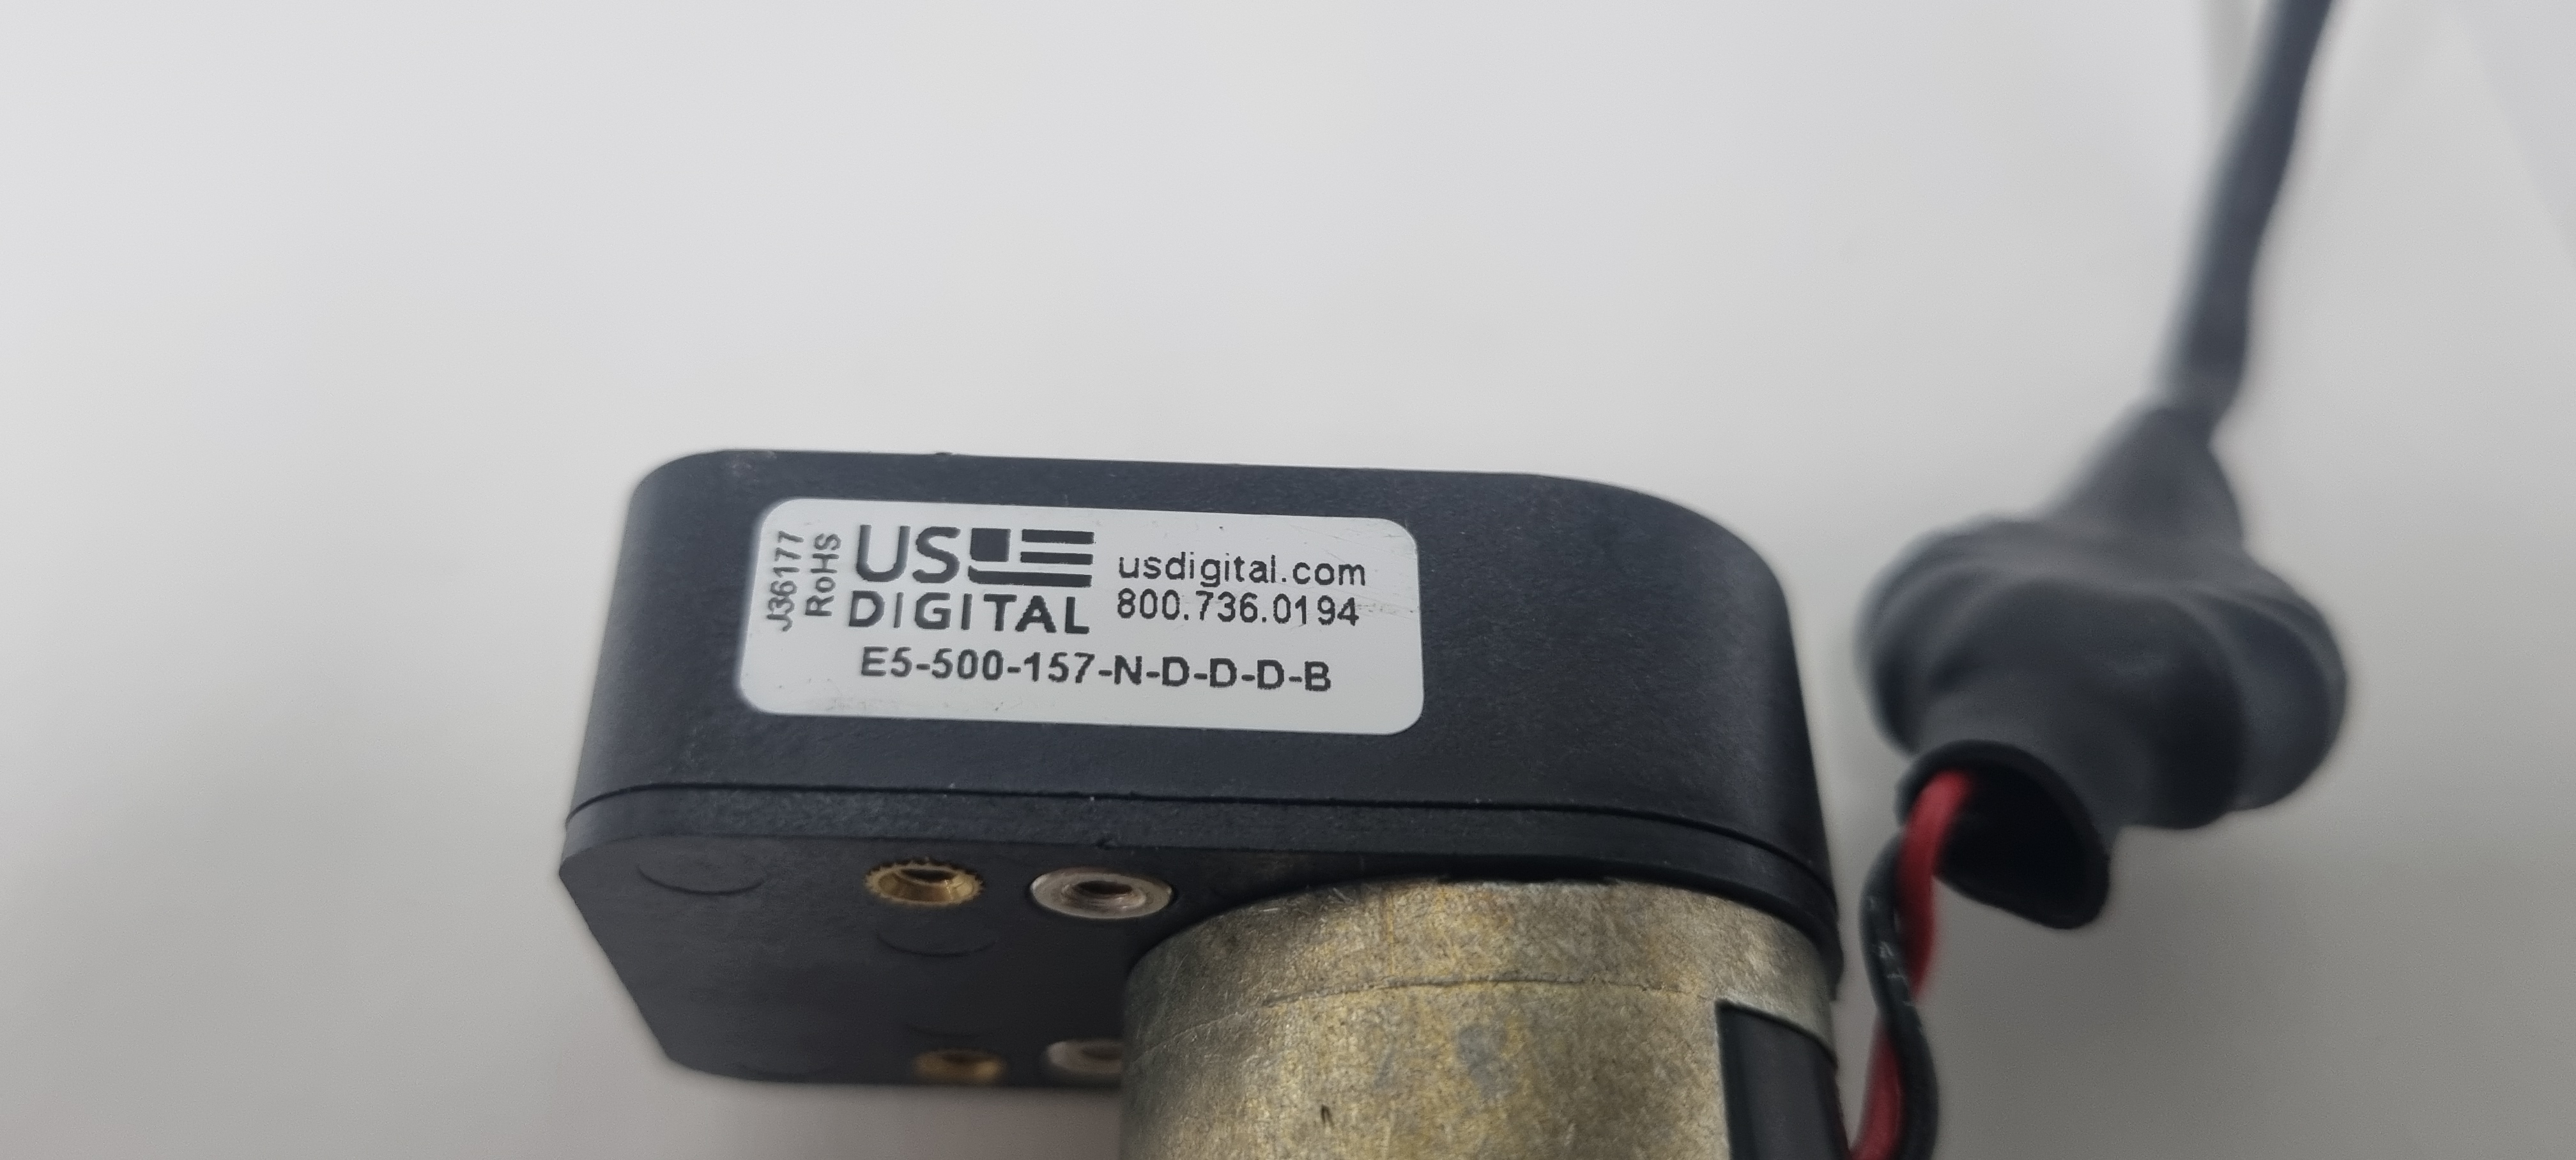 J36177
RoHS
US
DIGITAL
usdigital.com
800.736.0194
E5-500-157-N-D-D-D-B